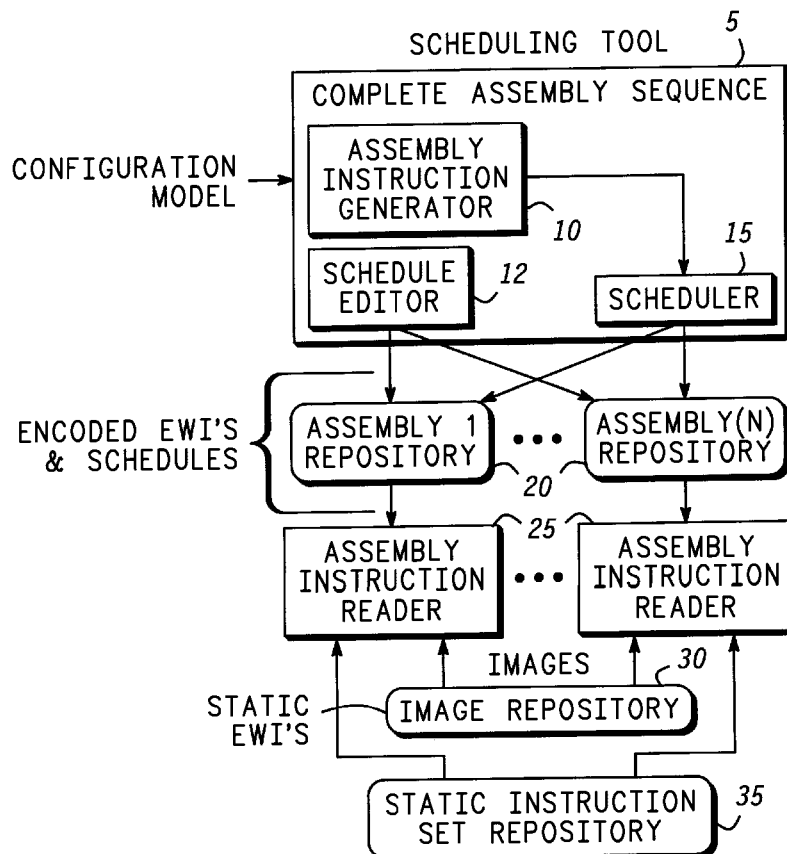 SCHEDULING TOOL
5
COMPLETE ASSEMBLY SEQUENCE
CONFIGURATION
MODEL
ASSEMBLY
INSTRUCTION
GENERATOR
10
SCHEDULE
EDITOR
12
15
SCHEDULER
ENCODED EWI'S
& SCHEDULES
ASSEMBLY 1
REPOSITORY
ASSEMBLY(N)
REPOSITORY
20
25
ASSEMBLY
INSTRUCTION
READER
ASSEMBLY
INSTRUCTION
READER
IMAGES
30
STATIC
EWI'S
IMAGE REPOSITORY
STATIC INSTRUCTION
SET REPOSITORY
35